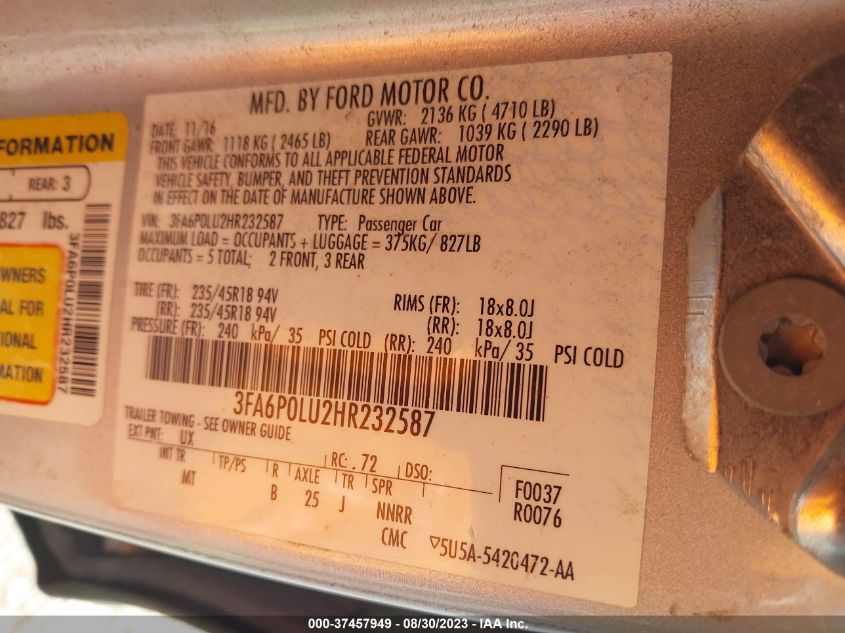 FORMATION
REAR: 3
827 lbs.
OWNERS
AL FOR
TIONAL
MATION
3FA6P0LU2HR232587
MFD. BY FORD MOTOR CO.
DATE: 11/16 GVWR: 2136 KG ( 4710 LB)
FRONT GAWR: 1118 KG ( 2465 LB) REAR GAWR: 1039 KG ( 2290 LB)
THIS VEHICLE CONFORMS TO ALL APPLICABLE FEDERAL MOTOR
VEHICLE SAFETY, BUMPER, AND THEFT PREVENTION STANDARDS
IN EFFECT ON THE DATE OF MANUFACTURE SHOWN ABOVE.
VIN: 3FA6P0LU2HR232587 TYPE: Passenger Car
MAXIMUM LOAD = OCCUPANTS + LUGGAGE = 375KG/ 827LB
OCCUPANTS = 5 TOTAL; 2 FRONT, 3 REAR
TIRE (FR): 235/45R18 94V RIMS (FR): 18x8.0J
(RR): 235/45R18 94V (RR): 18x8.0J
PRESSURE (FR): 240 kPa/ 35 PSI COLD (RR): 240 kPa/ 35 PSI COLD
3FA6P0LU2HR232587
TRAILER TOWING - SEE OWNER GUIDE
EXT PNT: UX RC: . 72 DSO:
INT TR TP/PS R AXLE TR SPR F0037
MT B 25 J NNRR R0076
CMC ▽5U5A-5420472-AA
000-37457949 - 08/30/2023 - IAA Inc.